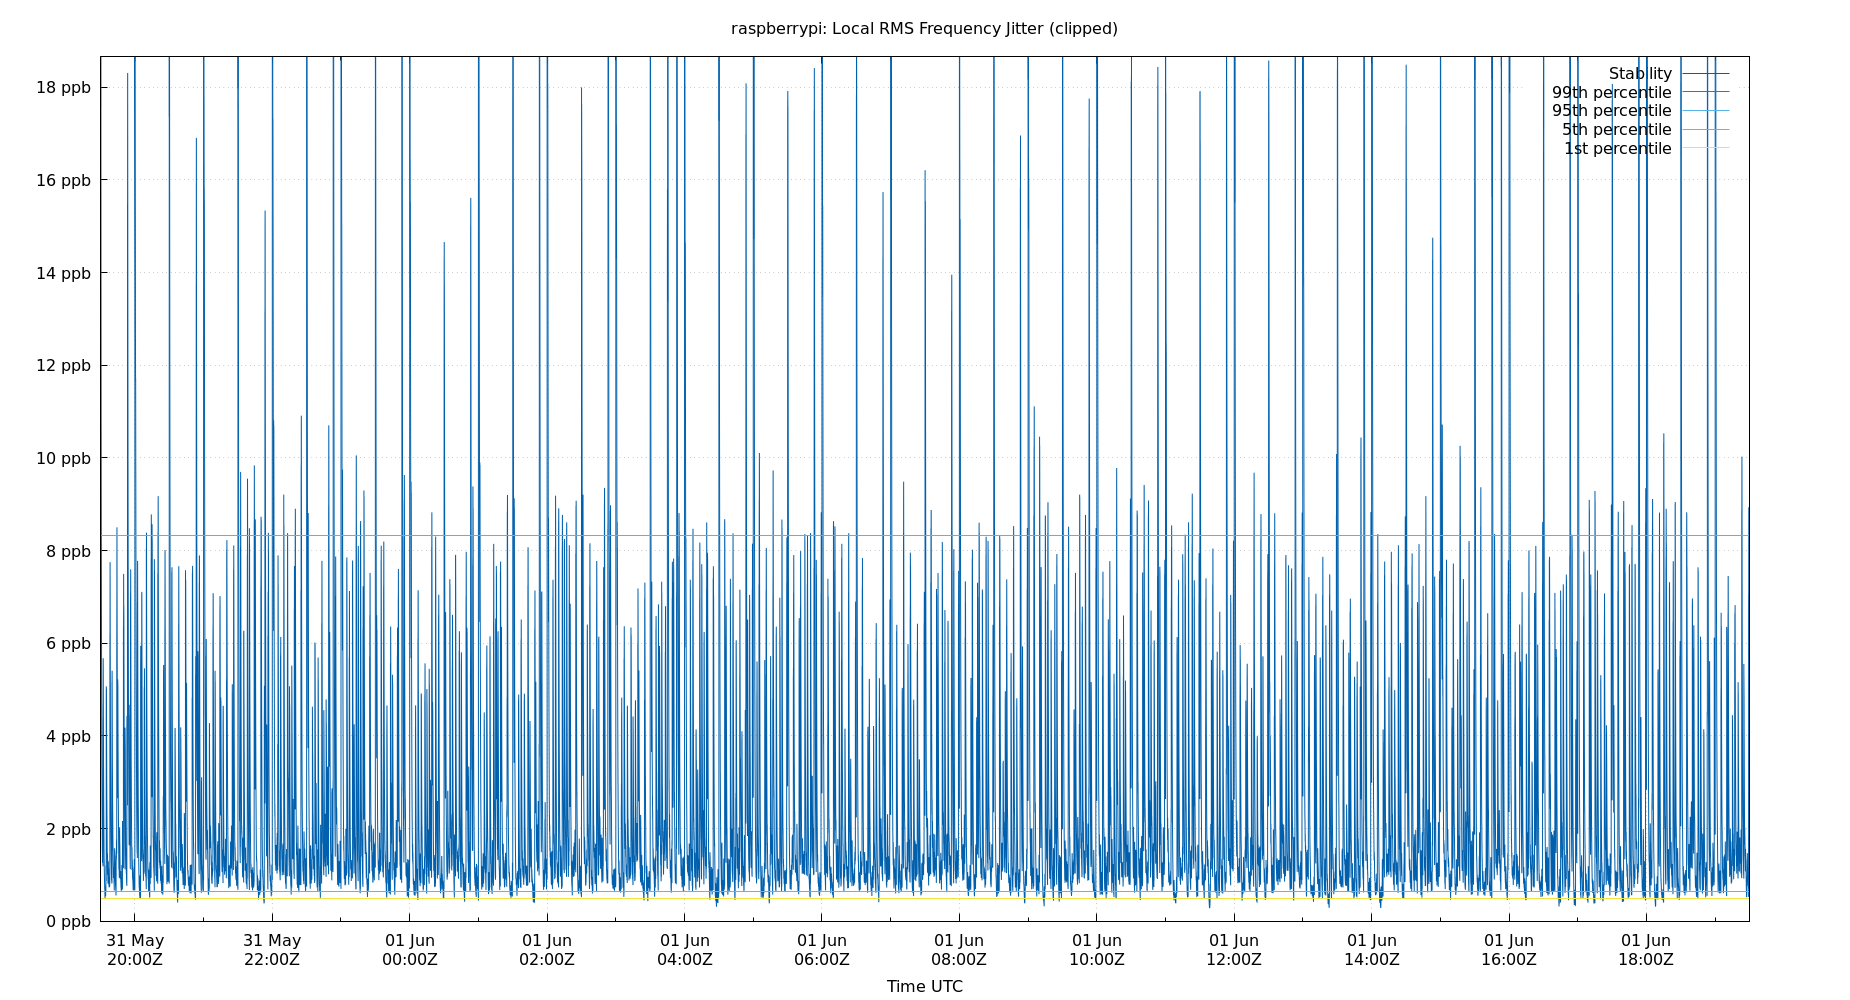 raspberrypi: Local RMS Frequency Jitter (clipped)
18 ppb
16 ppb
14 ppb
12 ppb
10 ppb
8 ppb
6 ppb
4 ppb
2 ppb
0 ppb
Stability
99th percentile
95th percentile
5th percentile
1st percentile
31 May 31 May 01 Jun 01 Jun 01 Jun 01 Jun 01 Jun 01 Jun 01 Jun 01 Jun 01 Jun 01 Jun
20:00Z 22:00Z 00:00Z 02:00Z 04:00Z 06:00Z 08:00Z 10:00Z 12:00Z 14:00Z 16:00Z 18:00Z
Time UTC